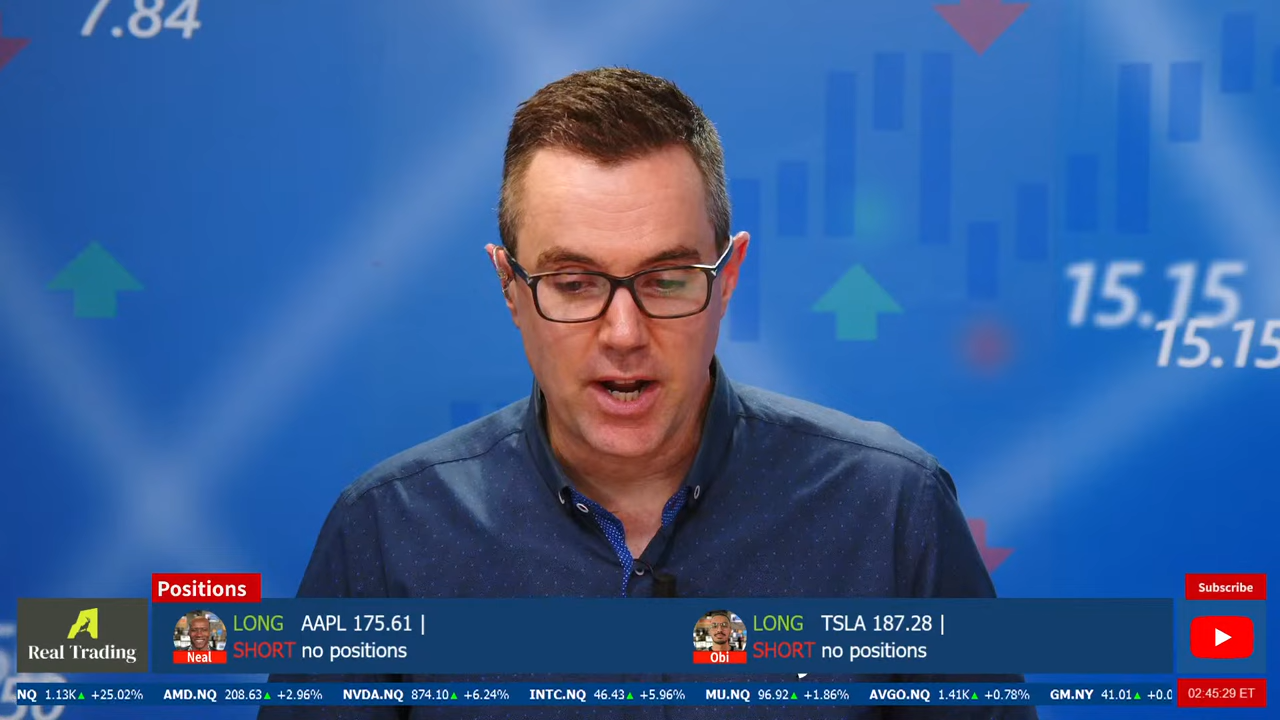 7.84
15.15
15.15
Positions
Subscribe
Real Trading
Neal
LONG AAPL 175.61 |
SHORT no positions
Obi
LONG TSLA 187.28 |
SHORT no positions
NQ 1.13K▲ +25.02% AMD.NQ 208.63▲ +2.96% NVDA.NQ 874.10▲ +6.24% INTC.NQ 46.43▲ +5.96% MU.NQ 96.92▲ +1.86% AVGO.NQ 1.41K▲ +0.78% GM.NY 41.01▲ +0.0
02:45:29 ET